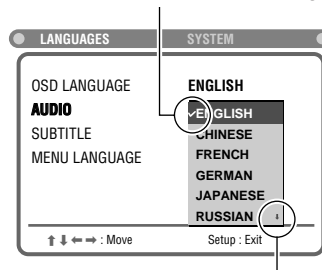 LANGUAGES SYSTEM
OSD LANGUAGE ENGLISH
AUDIO ✓ENGLISH
SUBTITLE CHINESE
MENU LANGUAGE FRENCH
GERMAN
JAPANESE
RUSSIAN ↓
↑ ↓ ← → : Move Setup : Exit